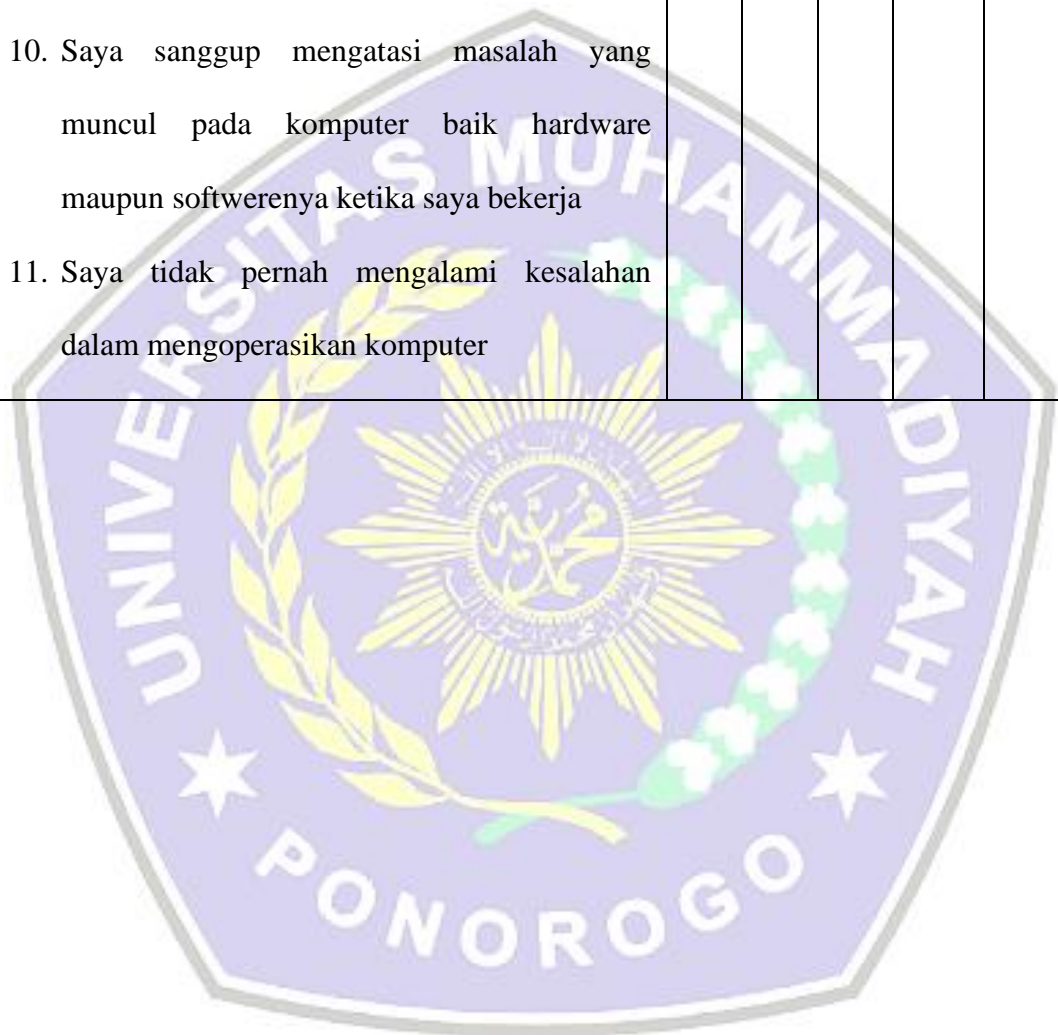 10. Saya sanggup mengatasi masalah yang
muncul pada komputer baik hardware
maupun softwerenya ketika saya bekerja
11. Saya tidak pernah mengalami kesalahan
dalam mengoperasikan komputer
UNIVERSITAS MUHAMMADIYAH
محمدية
PONOROGO